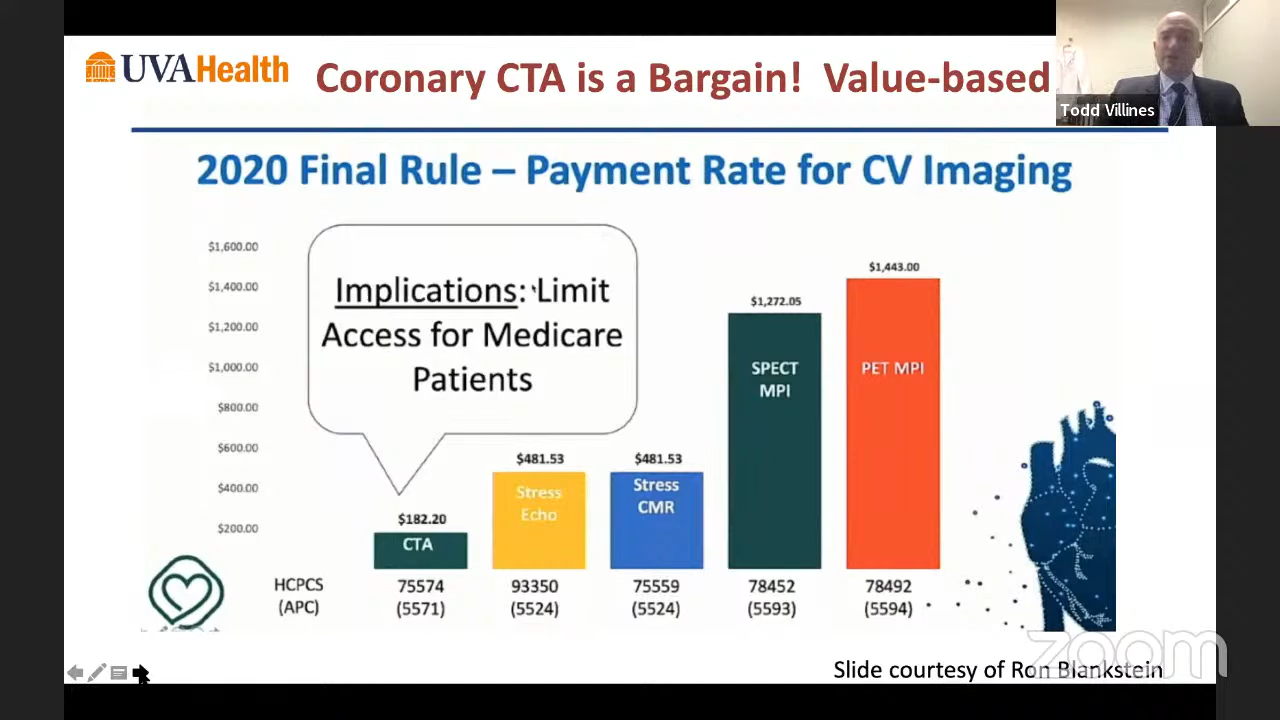 UVAHealth
Coronary CTA is a Bargain!  Value-based
Todd Villines
2020 Final Rule – Payment Rate for CV Imaging
$1,600.00
$1,400.00
$1,200.00
$1,000.00
$800.00
$600.00
$400.00
$200.00
Implications: Limit
Access for Medicare
Patients
$182.20
CTA
$481.53
Stress
Echo
$481.53
Stress
CMR
$1,272.05
SPECT
MPI
$1,443.00
PET MPI
HCPCS
(APC)
75574
(5571)
93350
(5524)
75559
(5524)
78452
(5593)
78492
(5594)
zoom
Slide courtesy of Ron Blankstein